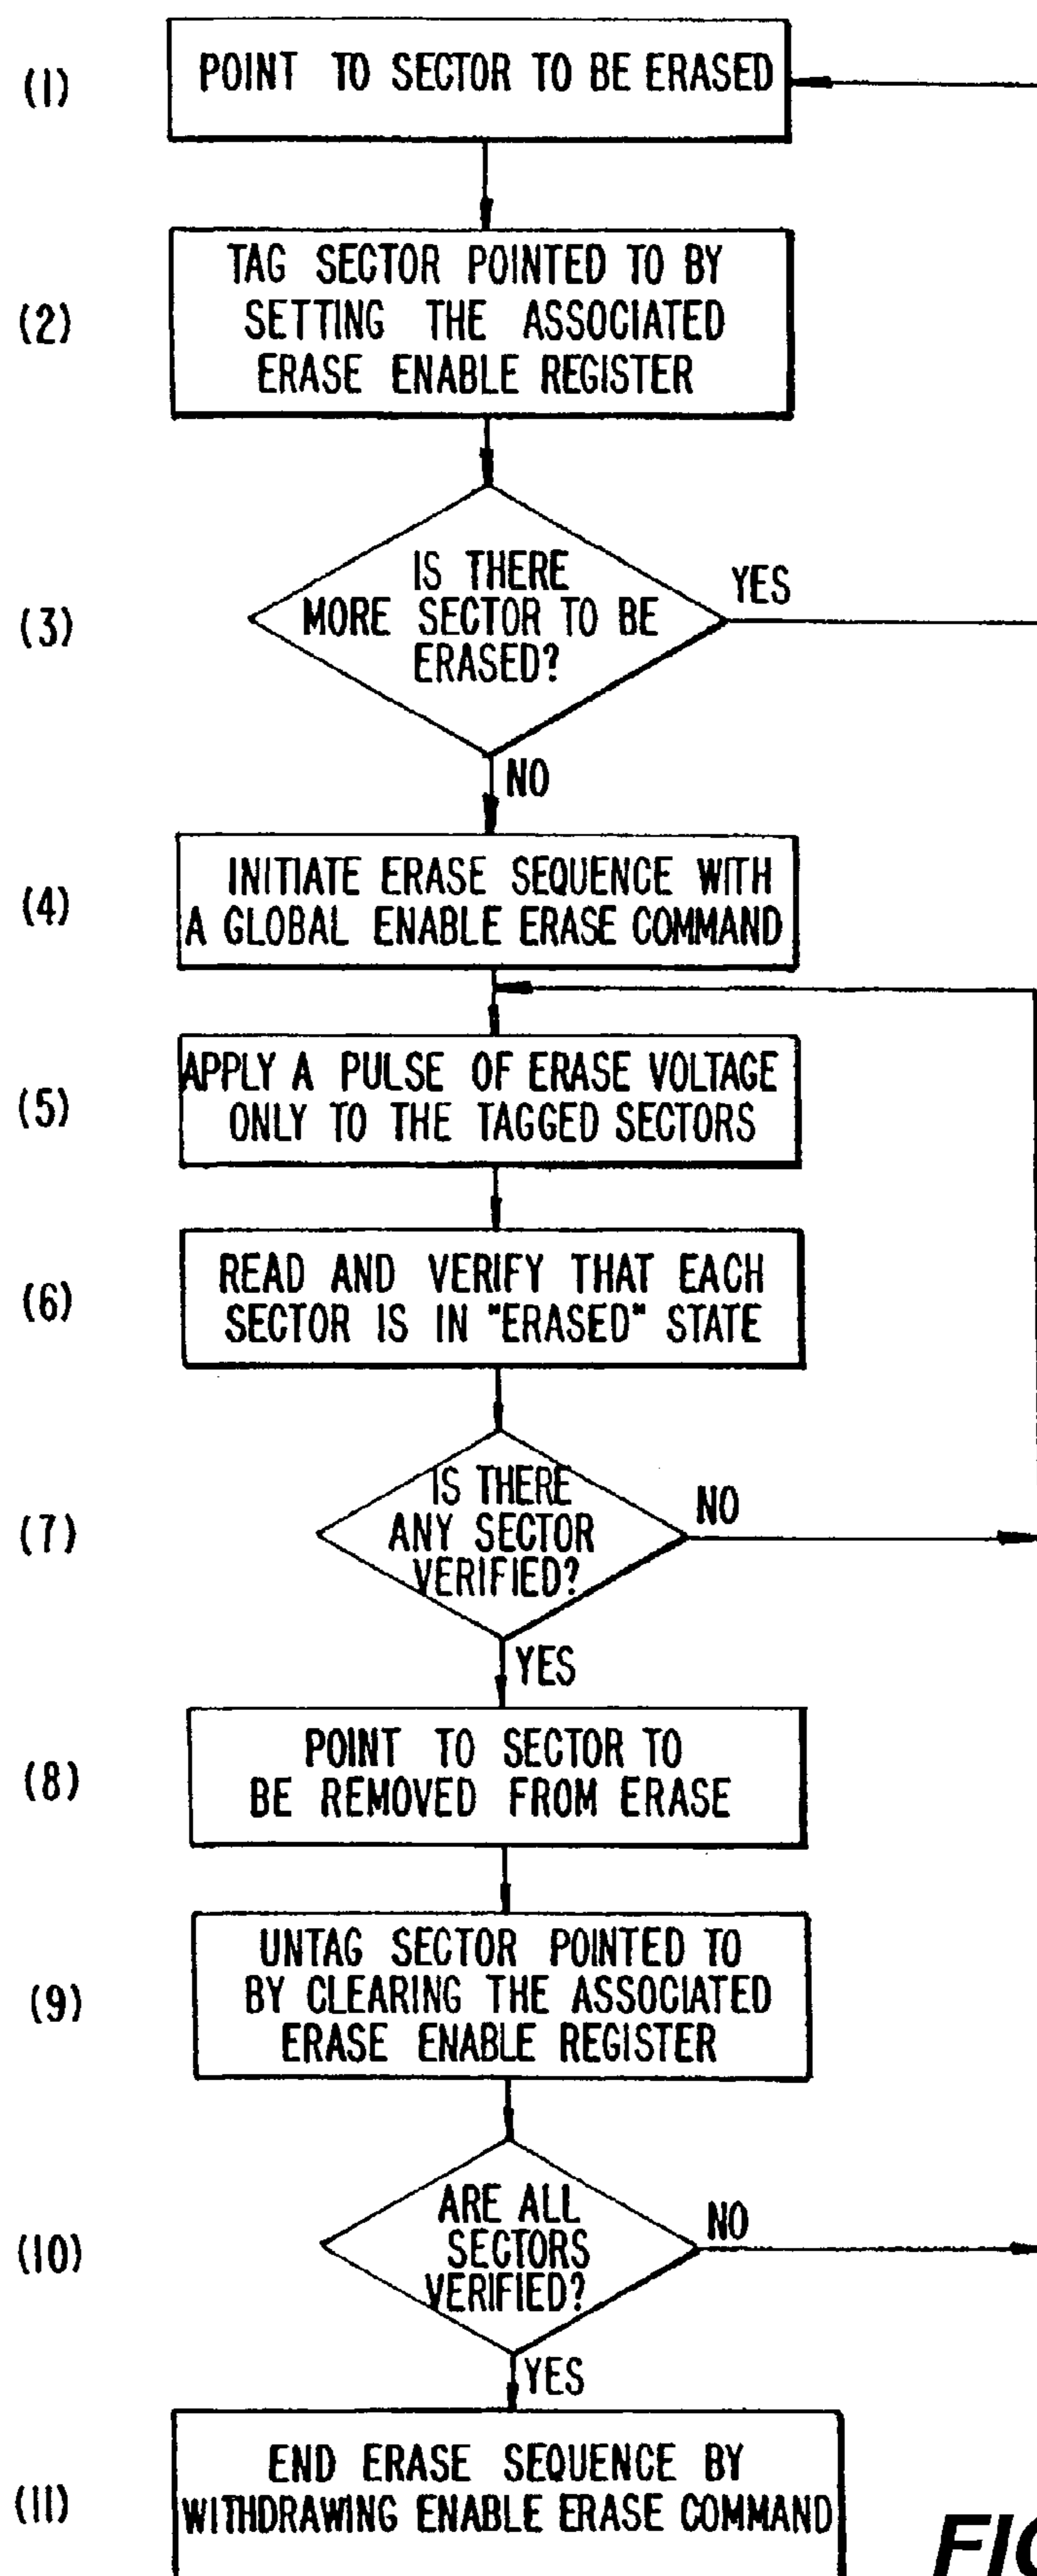 (1)
POINT TO SECTOR TO BE ERASED
(2)
TAG SECTOR POINTED TO BY
SETTING THE ASSOCIATED
ERASE ENABLE REGISTER
(3)
IS THERE
MORE SECTOR TO BE
ERASED?
YES
NO
(4)
INITIATE ERASE SEQUENCE WITH
A GLOBAL ENABLE ERASE COMMAND
(5)
APPLY A PULSE OF ERASE VOLTAGE
ONLY TO THE TAGGED SECTORS
(6)
READ AND VERIFY THAT EACH
SECTOR IS IN "ERASED" STATE
(7)
IS THERE
ANY SECTOR
VERIFIED?
NO
YES
(8)
POINT TO SECTOR TO
BE REMOVED FROM ERASE
(9)
UNTAG SECTOR POINTED TO
BY CLEARING THE ASSOCIATED
ERASE ENABLE REGISTER
(10)
ARE ALL
SECTORS
VERIFIED?
NO
YES
(11)
END ERASE SEQUENCE BY
WITHDRAWING ENABLE ERASE COMMAND